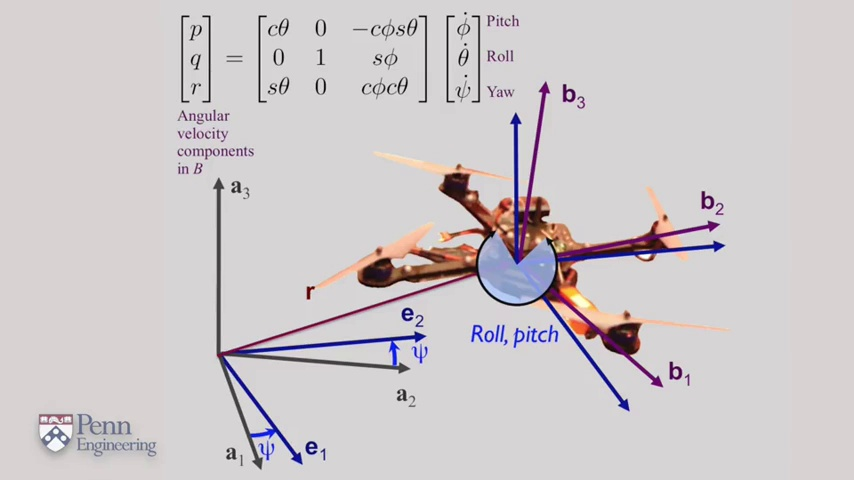 [p q r] = [cθ 0 −cϕsθ; 0 1 sϕ; sθ 0 cϕcθ] [ϕ̇ θ̇ ψ̇]
Pitch
Roll
Yaw
Angular
velocity
components
in B
a₃
b₃
b₂
r
e₂
ψ
Roll, pitch
a₂
b₁
a₁
ψ
e₁
Penn
Engineering